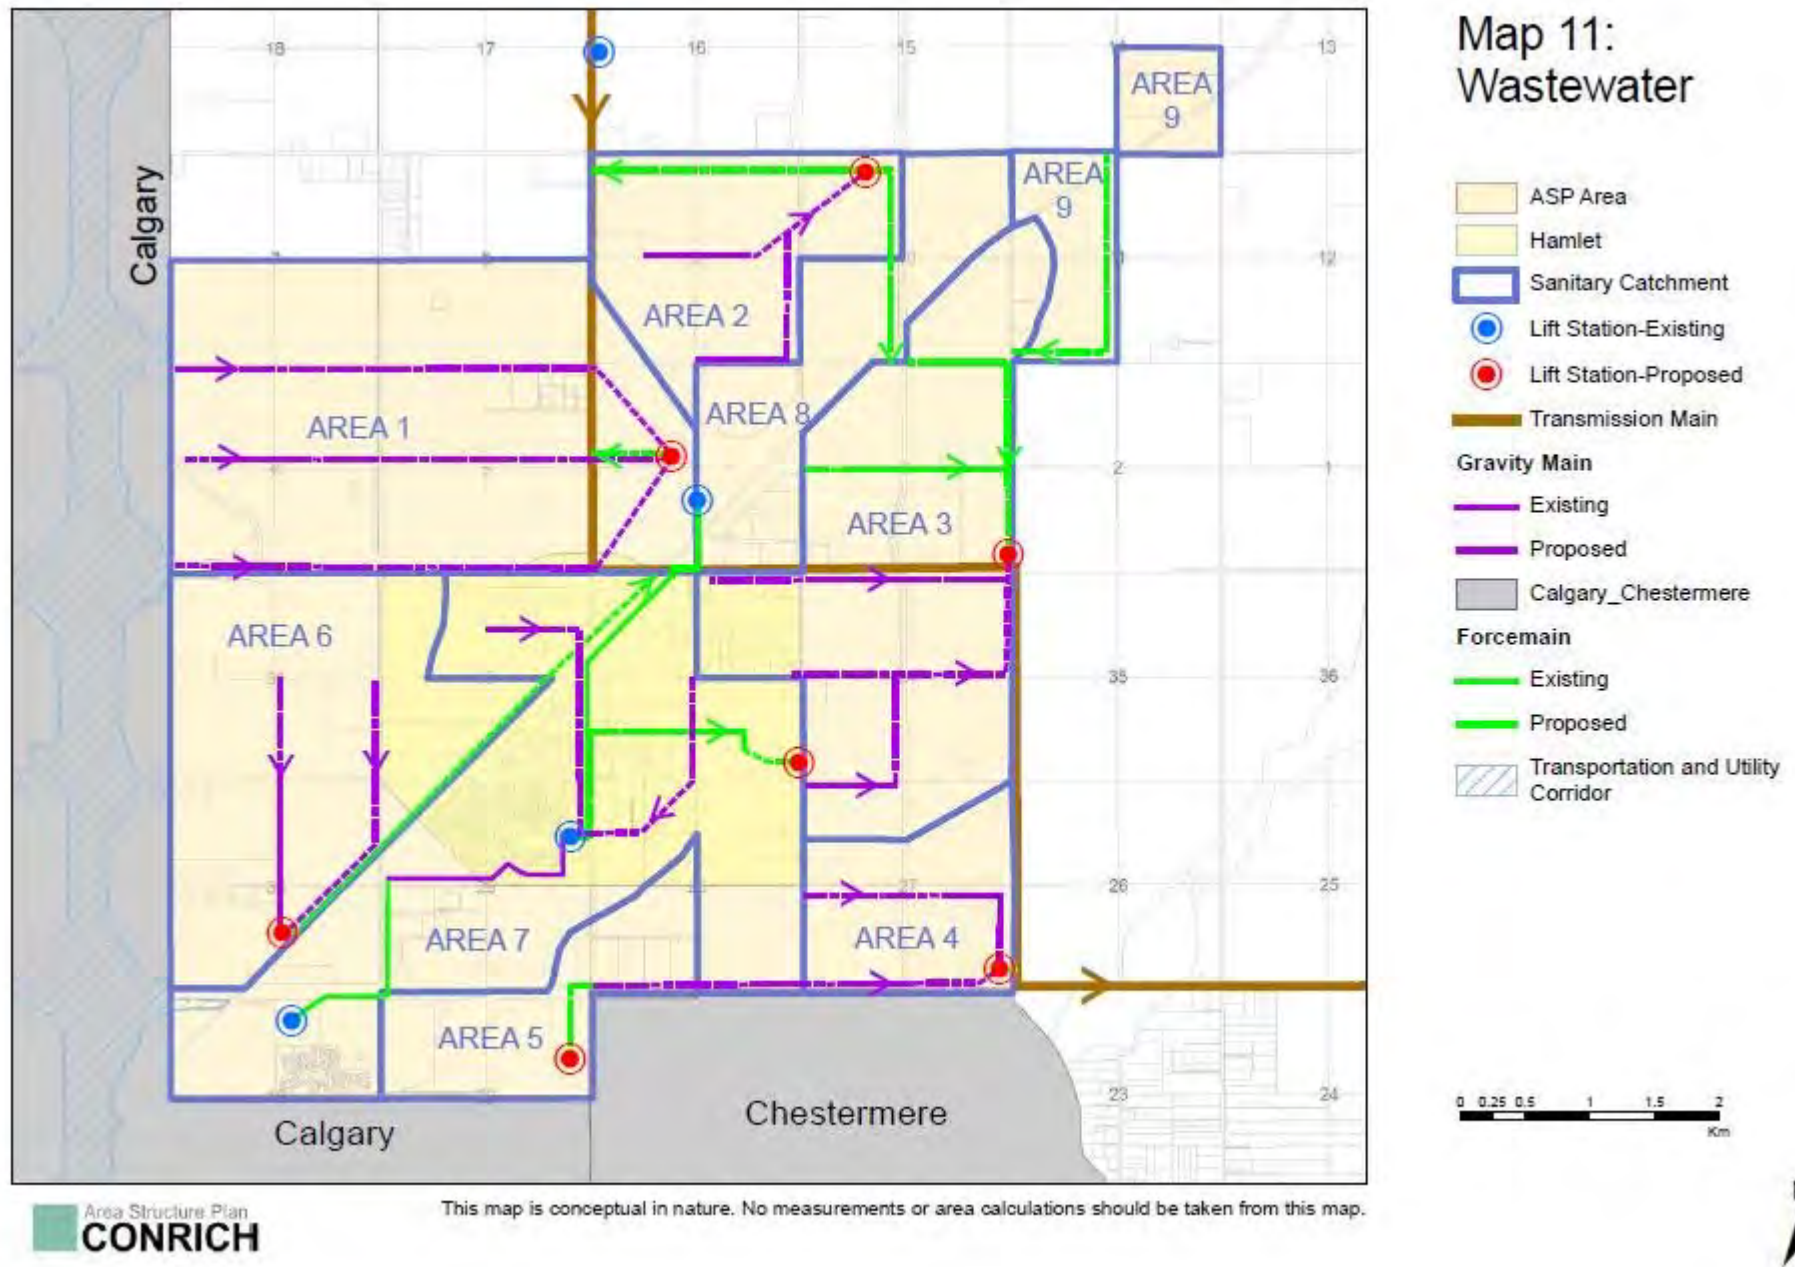 Map 11:
Wastewater
18
17
16
15
14
13
AREA
9
AREA
9
Calgary
12
AREA 2
AREA 1
AREA 8
7
2
1
AREA 3
AREA 6
35
36
26
25
27
AREA 7
AREA 4
AREA 5
23
24
Calgary
Chestermere
ASP Area
Hamlet
Sanitary Catchment
Lift Station-Existing
Lift Station-Proposed
Transmission Main
Gravity Main
Existing
Proposed
Calgary_Chestermere
Forcemain
Existing
Proposed
Transportation and Utility
Corridor
0 0.25 0.5 1 1.5 2
Km
Area Structure Plan
CONRICH
This map is conceptual in nature. No measurements or area calculations should be taken from this map.